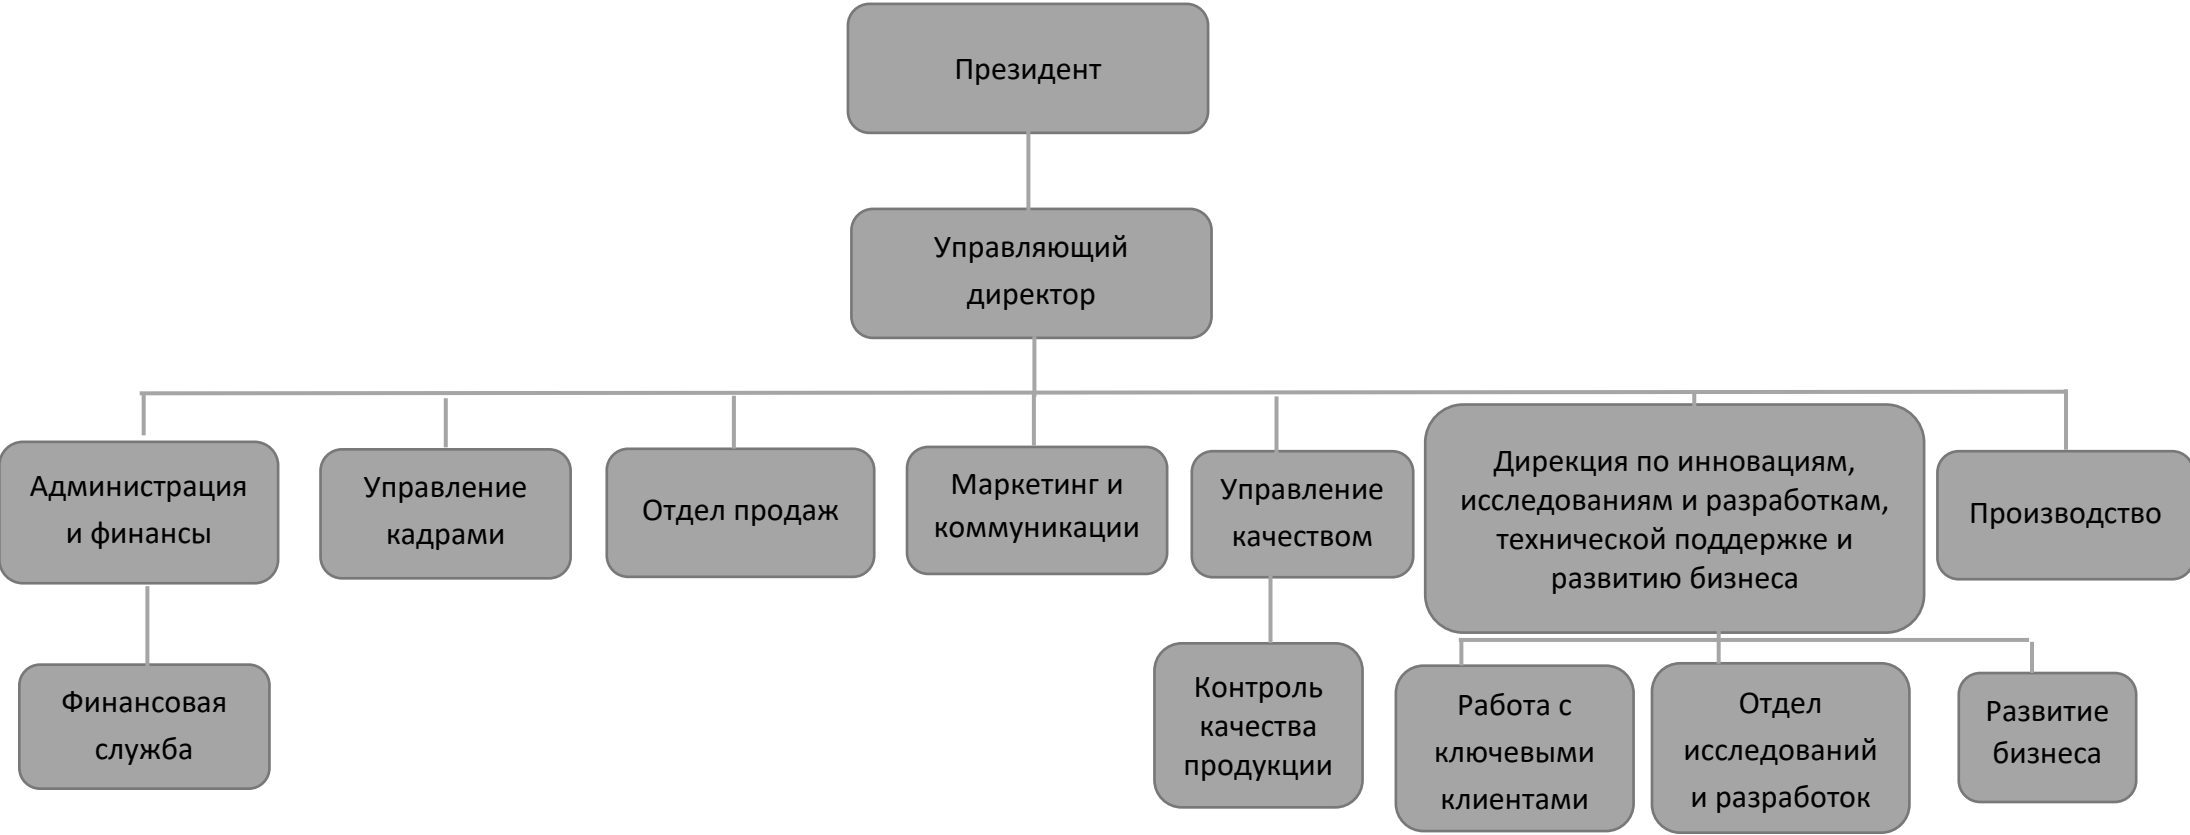 Президент
Управляющий
директор
Администрация
и финансы
Управление
кадрами
Отдел продаж
Маркетинг и
коммуникации
Управление
качеством
Дирекция по инновациям,
исследованиям и разработкам,
технической поддержке и
развитию бизнеса
Производство
Финансовая
служба
Контроль
качества
продукции
Работа с
ключевыми
клиентами
Отдел
исследований
и разработок
Развитие
бизнеса